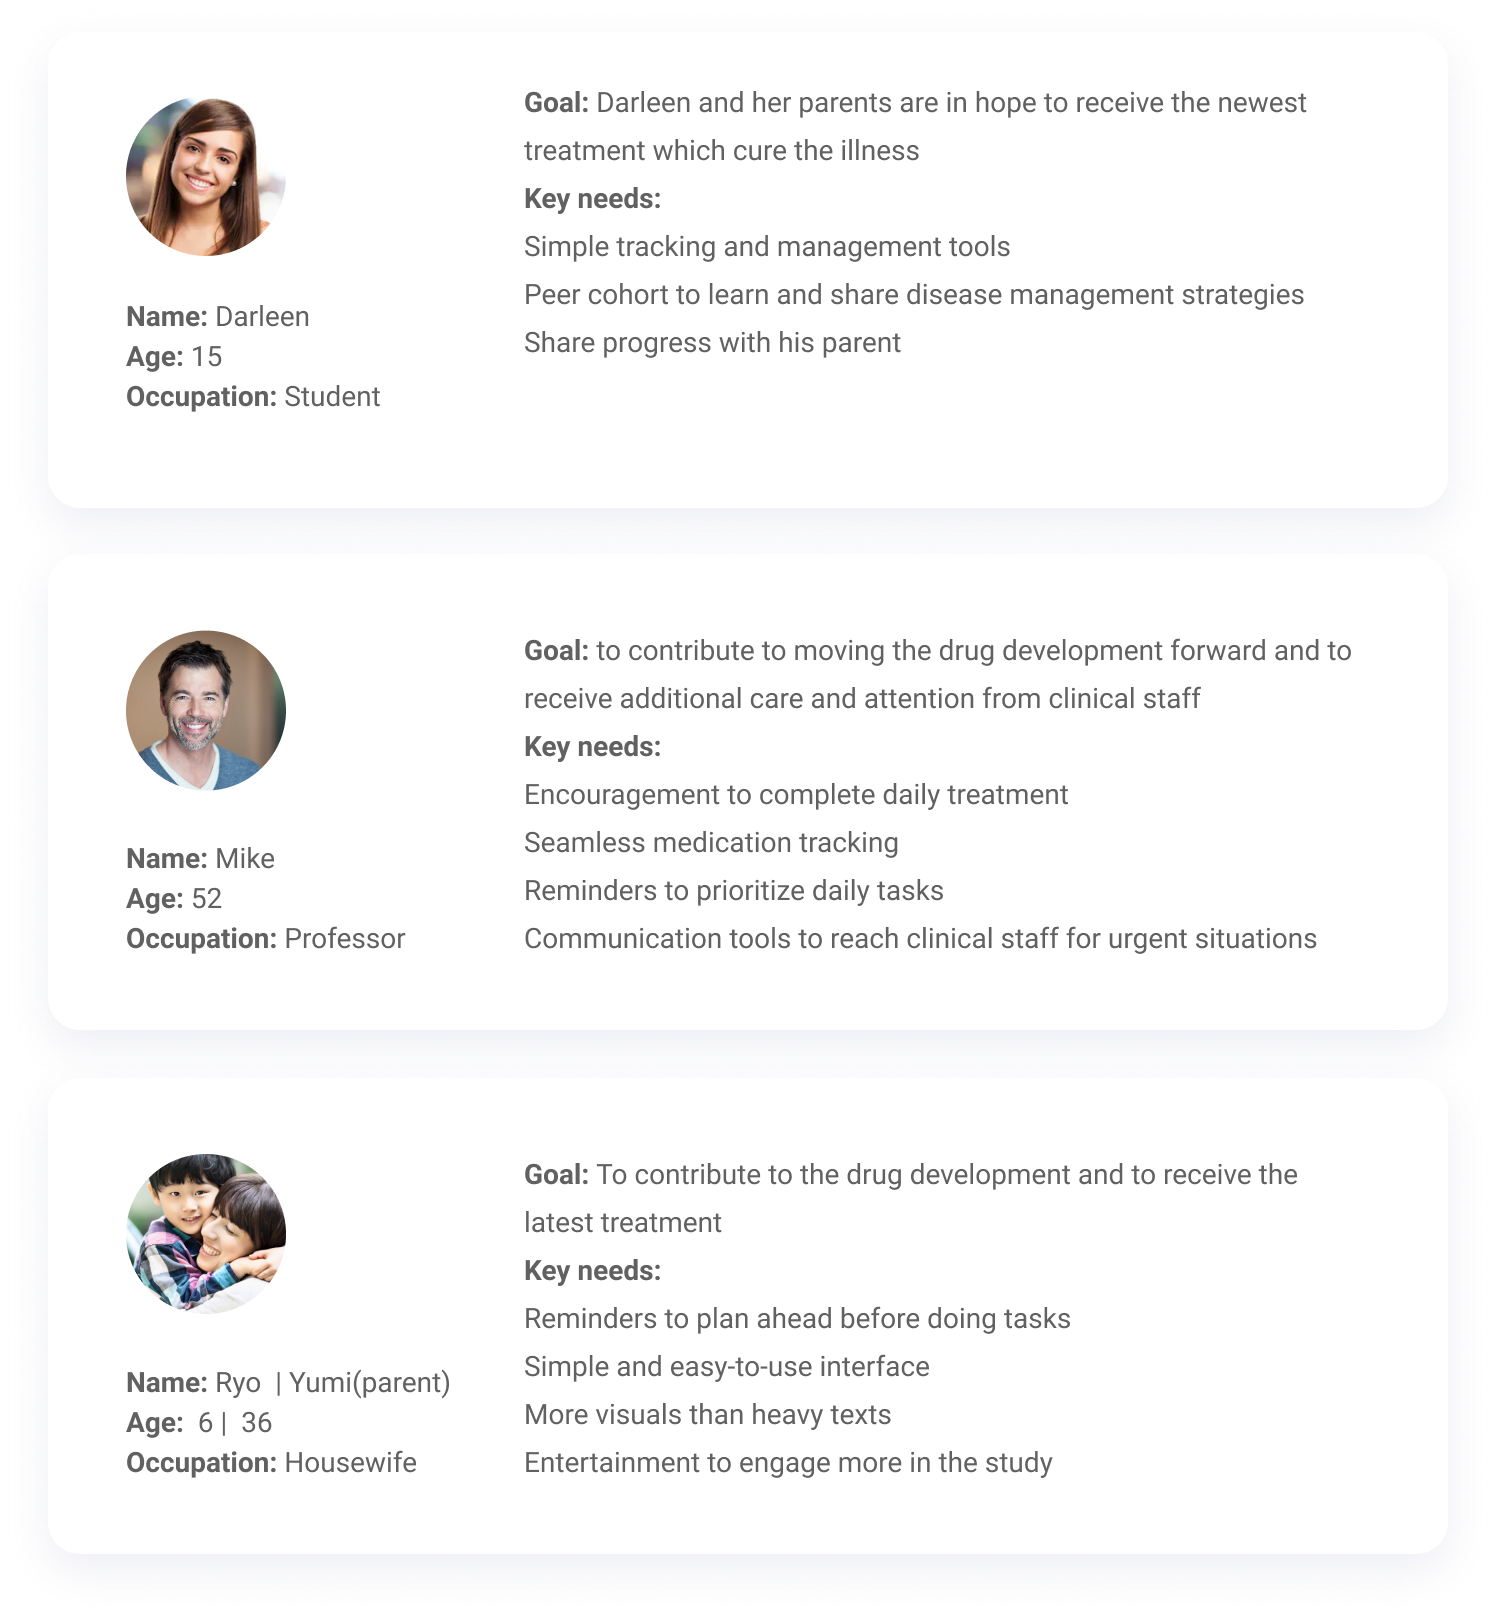 Goal: Darleen and her parents are in hope to receive the newest
treatment which cure the illness
Key needs:
Simple tracking and management tools
Peer cohort to learn and share disease management strategies
Share progress with his parent
Name: Darleen
Age: 15
Occupation: Student
Goal: to contribute to moving the drug development forward and to
receive additional care and attention from clinical staff
Key needs:
Encouragement to complete daily treatment
Seamless medication tracking
Reminders to prioritize daily tasks
Communication tools to reach clinical staff for urgent situations
Name: Mike
Age: 52
Occupation: Professor
Goal: To contribute to the drug development and to receive the
latest treatment
Key needs:
Reminders to plan ahead before doing tasks
Simple and easy-to-use interface
More visuals than heavy texts
Entertainment to engage more in the study
Name: Ryo | Yumi(parent)
Age: 6 | 36
Occupation: Housewife